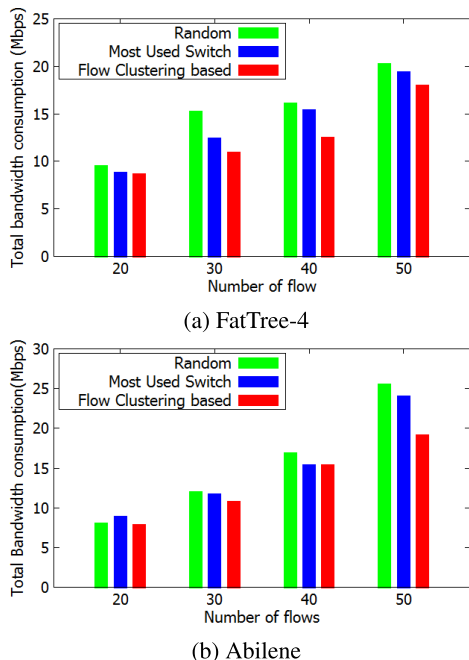 Total bandwidth consumption (Mbps)
25
20
15
10
5
0
Random
Most Used Switch
Flow Clustering based
20 30 40 50
Number of flow
(a) FatTree-4
Total Bandwidth consumption(Mbps)
30
25
20
15
10
5
0
Random
Most Used Switch
Flow Clustering based
20 30 40 50
Number of flows
(b) Abilene